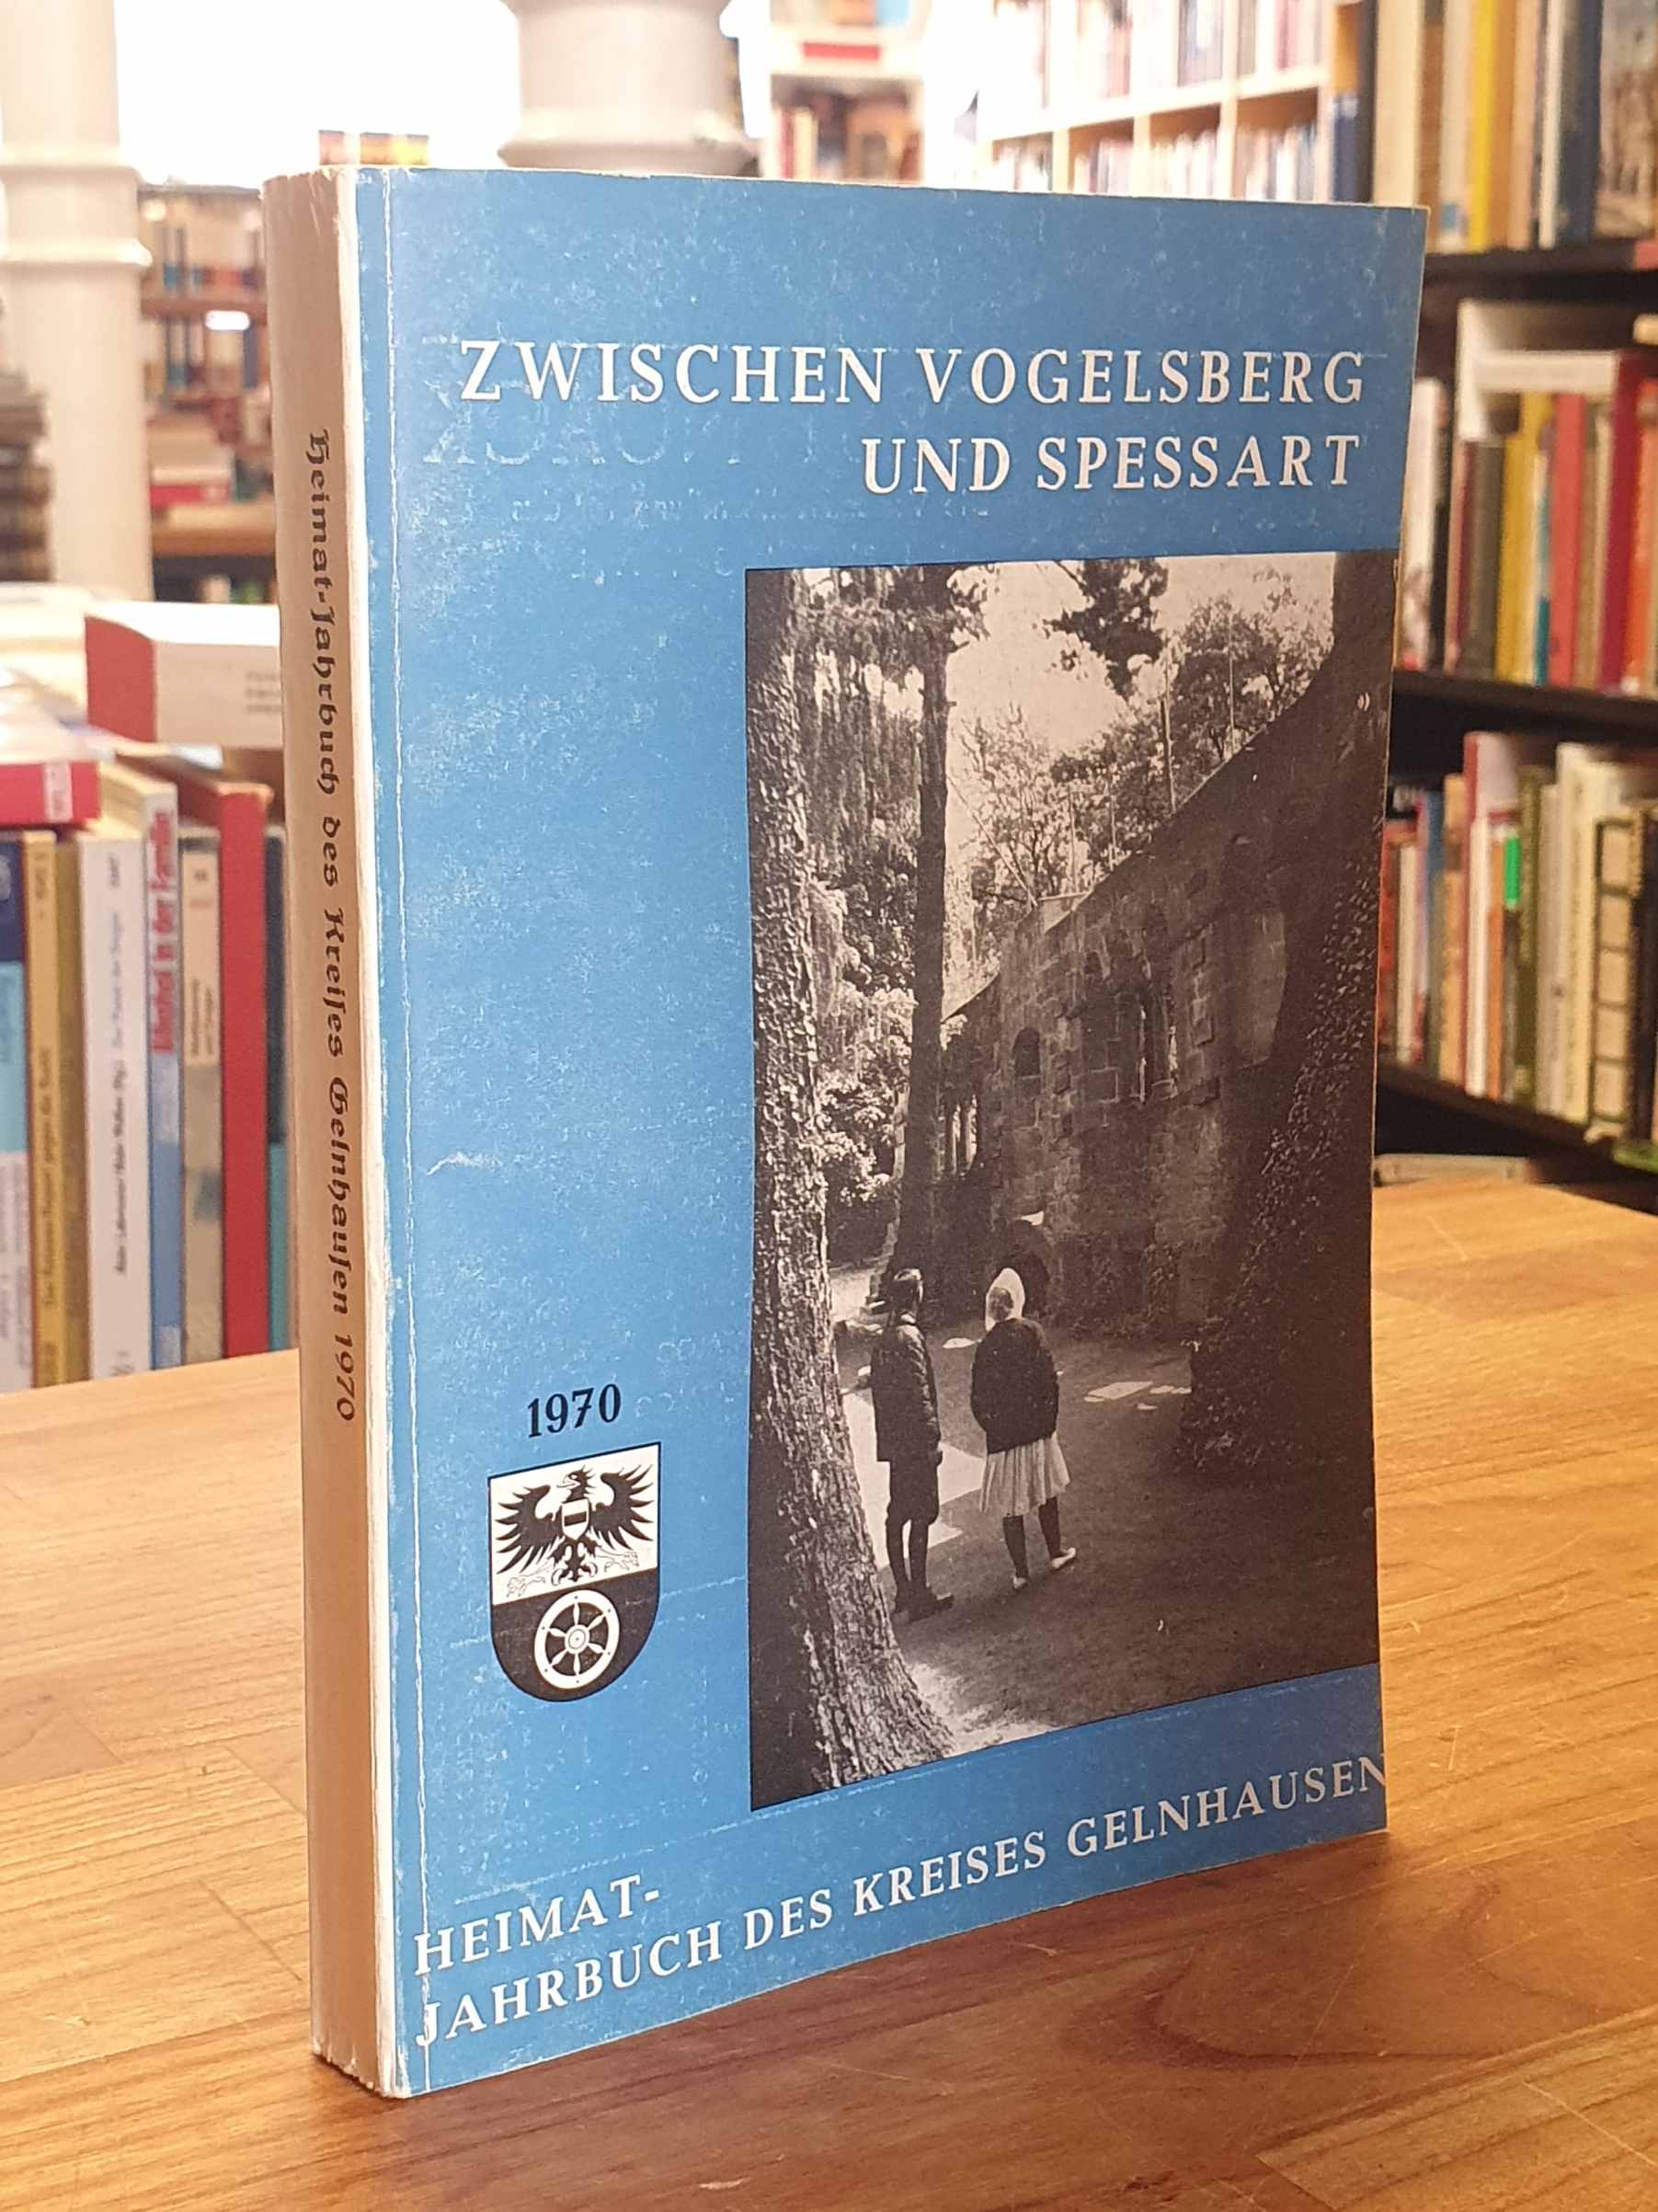 ZWISCHEN VOGELSBERG
UND SPESSART
1970
HEIMAT-
JAHRBUCH DES KREISES GELNHAUSEN
Heimat-Jahrbuch des Kreiſes Gelnhauſen 1970